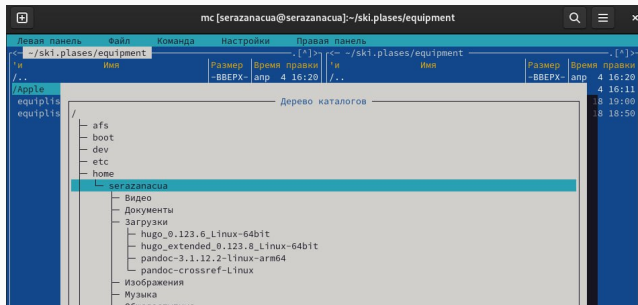 mc [serazanacua@serazanacua]:~/ski.plases/equipment
Левая панель Файл Команда Настройки Правая панель
<- ~/ski.plases/equipment .[^]> <- ~/ski.plases/equipment .[^]>
'и Имя Размер Время правки 'и Имя Размер Время правки
/.. -ВВЕРХ- апр 4 16:20 /.. -ВВЕРХ- апр 4 16:20
/Apple 4 16:11
equiplis 18 19:00
equiplis 18 18:50
Дерево каталогов
/
afs
boot
dev
etc
home
serazanacua
Видео
Документы
Загрузки
hugo_0.123.6_Linux-64bit
hugo_extended_0.123.8_Linux-64bit
pandoc-3.1.12.2-linux-arm64
pandoc-crossref-Linux
Изображения
Музыка